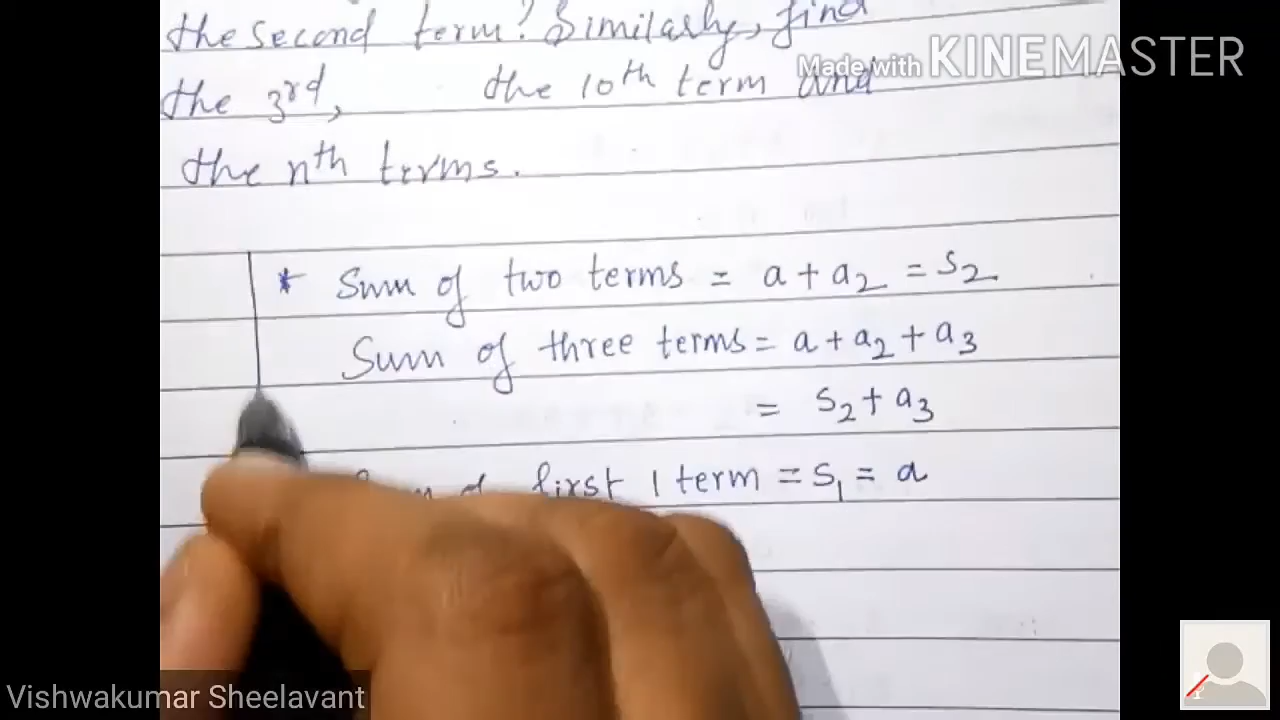 the second term? Similarly, find
Made with KINEMASTER
the 3rd, the 10th term and
the nth terms.
* Sum of two terms = a + a2 = S2
Sum of three terms = a + a2 + a3
= S2 + a3
first 1 term = S1 = a
Vishwakumar Sheelavant